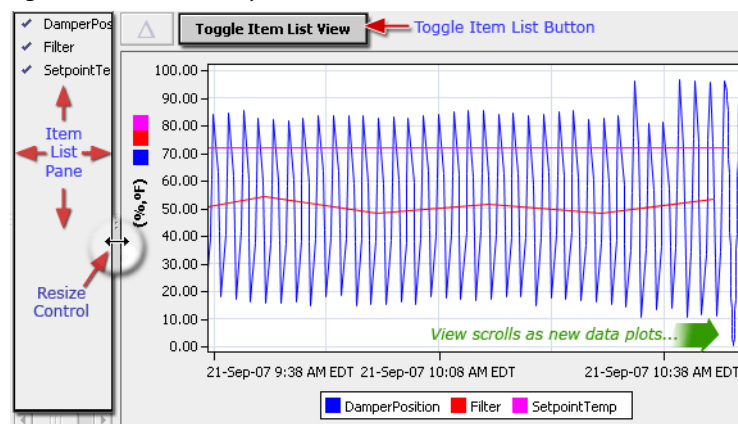 DamperPos
Filter
SetpointTe
Item
List
Pane
Resize
Control
Toggle Item List View
Toggle Item List Button
100.00
90.00
80.00
70.00
60.00
50.00
40.00
30.00
20.00
10.00
0.00
(%,ºF)
View scrolls as new data plots...
21-Sep-07 9:38 AM EDT 21-Sep-07 10:08 AM EDT 21-Sep-07 10:38 AM EDT
DamperPosition Filter SetpointTemp